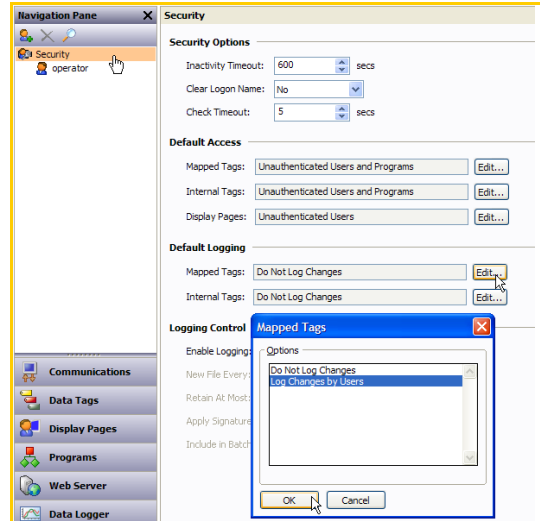 Navigation Pane X
Security
operator
Communications
Data Tags
Display Pages
Programs
Web Server
Data Logger
Security
Security Options
Inactivity Timeout: 600 secs
Clear Logon Name: No
Check Timeout: 5 secs
Default Access
Mapped Tags: Unauthenticated Users and Programs Edit...
Internal Tags: Unauthenticated Users and Programs Edit...
Display Pages: Unauthenticated Users Edit...
Default Logging
Mapped Tags: Do Not Log Changes Edit...
Internal Tags: Do Not Log Changes Edit...
Logging Control
Enable Logging:
New File Every:
Retain At Most:
Apply Signature
Include in Batch
Mapped Tags
Options
Do Not Log Changes
Log Changes by Users
OK Cancel